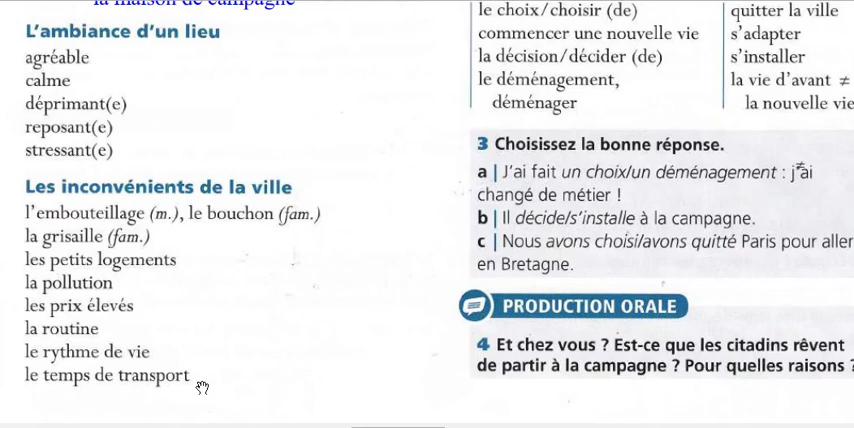 la maison de campagne
L'ambiance d'un lieu
agréable
calme
déprimant(e)
reposant(e)
stressant(e)
Les inconvénients de la ville
l'embouteillage (m.), le bouchon (fam.)
la grisaille (fam.)
les petits logements
la pollution
les prix élevés
la routine
le rythme de vie
le temps de transport
le choix/choisir (de)
commencer une nouvelle vie
la décision/décider (de)
le déménagement,
déménager
quitter la ville
s'adapter
s'installer
la vie d'avant ≠
la nouvelle vie
3 Choisissez la bonne réponse.
a | J'ai fait un choix/un déménagement : j'ai
changé de métier !
b | Il décide/s'installe à la campagne.
c | Nous avons choisi/avons quitté Paris pour aller
en Bretagne.
PRODUCTION ORALE
4 Et chez vous ? Est-ce que les citadins rêvent
de partir à la campagne ? Pour quelles raisons ?